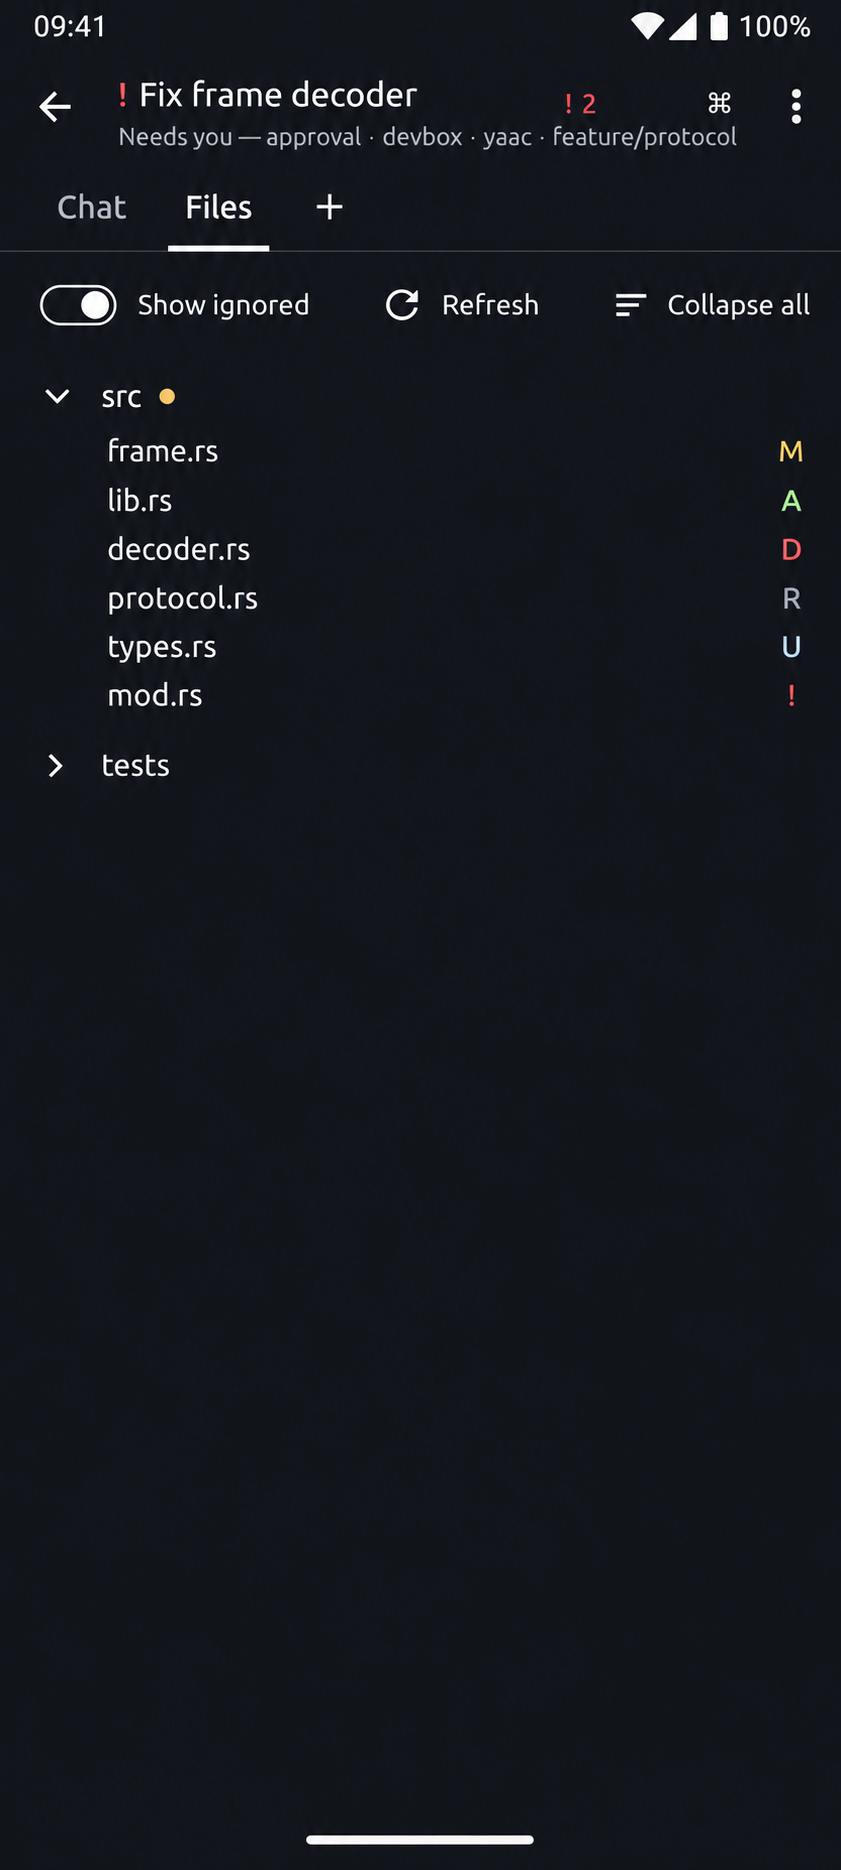 09:41 100%
! Fix frame decoder ! 2 ⌘
Needs you — approval · devbox · yaac · feature/protocol
Chat Files +
Show ignored Refresh Collapse all
src
frame.rs M
lib.rs A
decoder.rs D
protocol.rs R
types.rs U
mod.rs !
tests